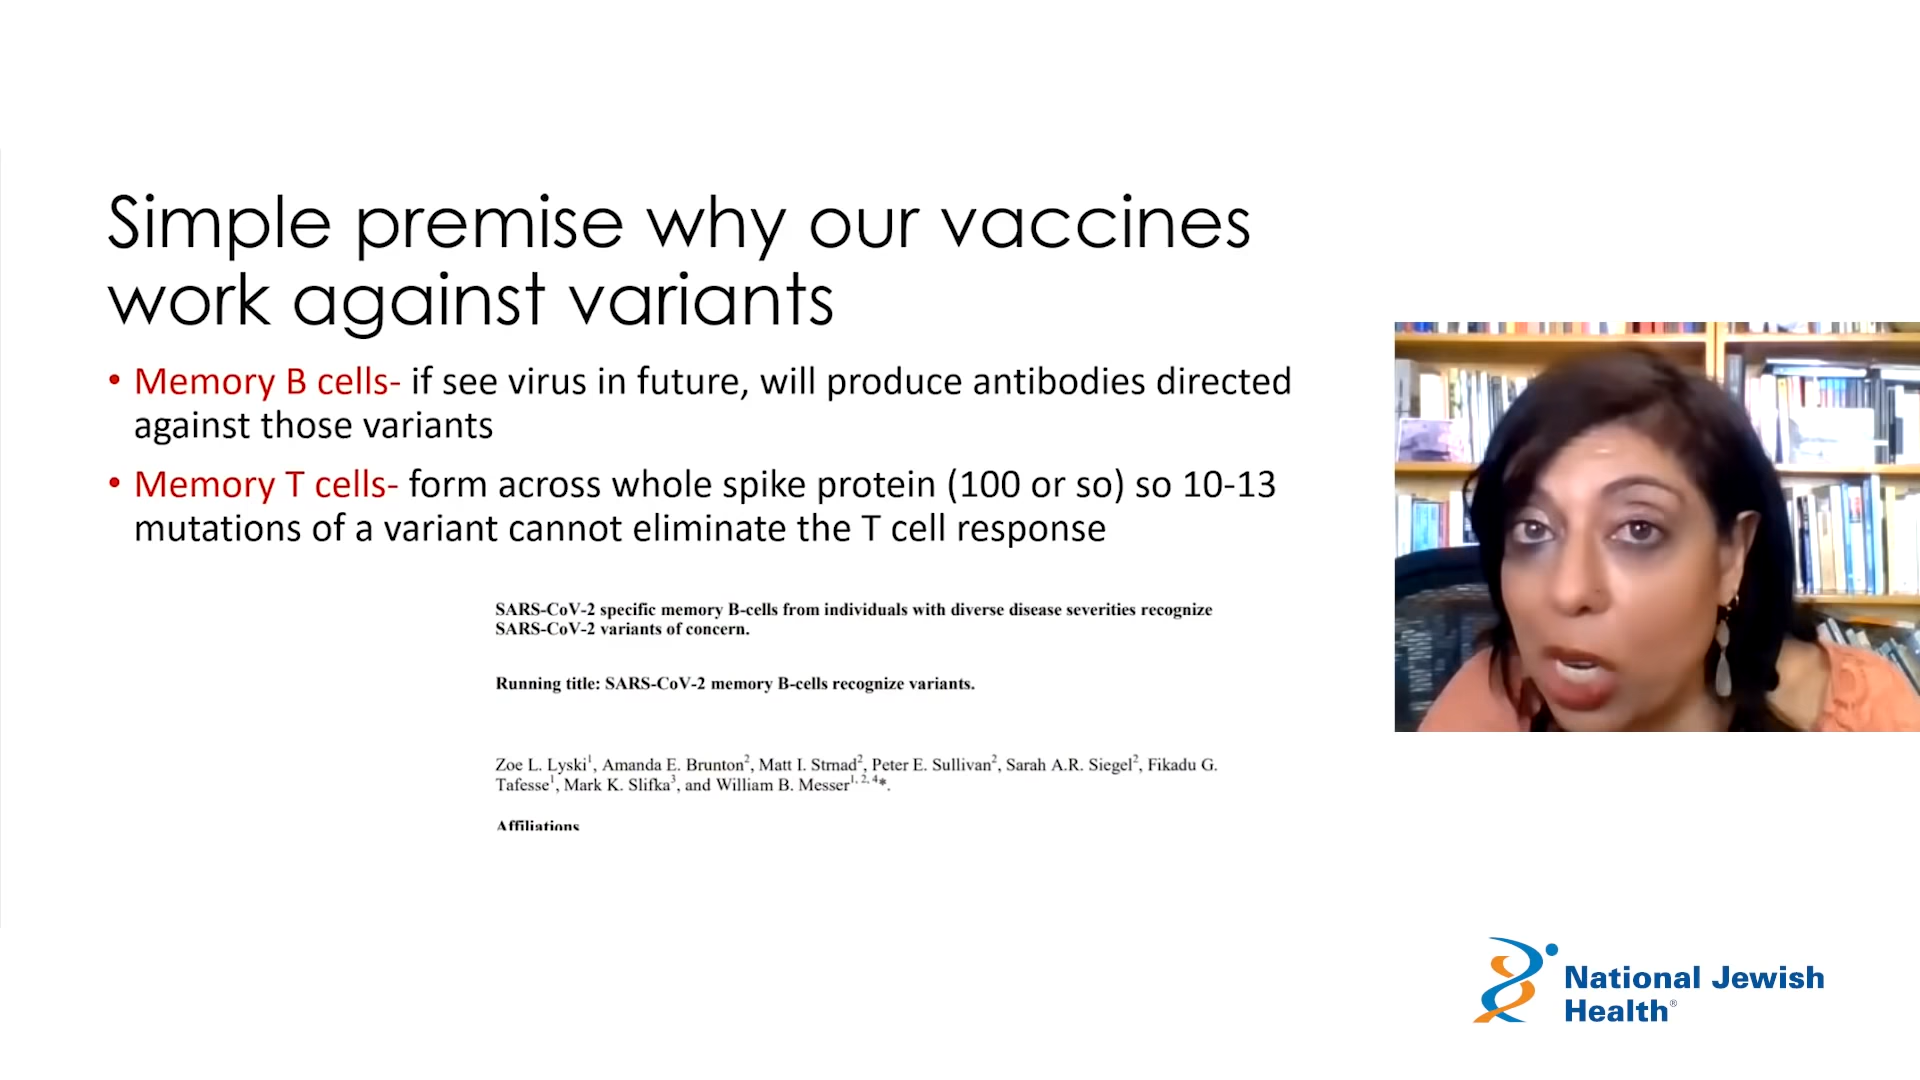 Simple premise why our vaccines
work against variants
• Memory B cells- if see virus in future, will produce antibodies directed
against those variants
• Memory T cells- form across whole spike protein (100 or so) so 10-13
mutations of a variant cannot eliminate the T cell response
SARS-CoV-2 specific memory B-cells from individuals with diverse disease severities recognize
SARS-CoV-2 variants of concern.
Running title: SARS-CoV-2 memory B-cells recognize variants.
Zoe L. Lyski¹, Amanda E. Brunton², Matt I. Strnad², Peter E. Sullivan², Sarah A.R. Siegel², Fikadu G.
Tafesse¹, Mark K. Slifka³, and William B. Messer¹,²,⁴*.
Affiliations
National Jewish
Health®